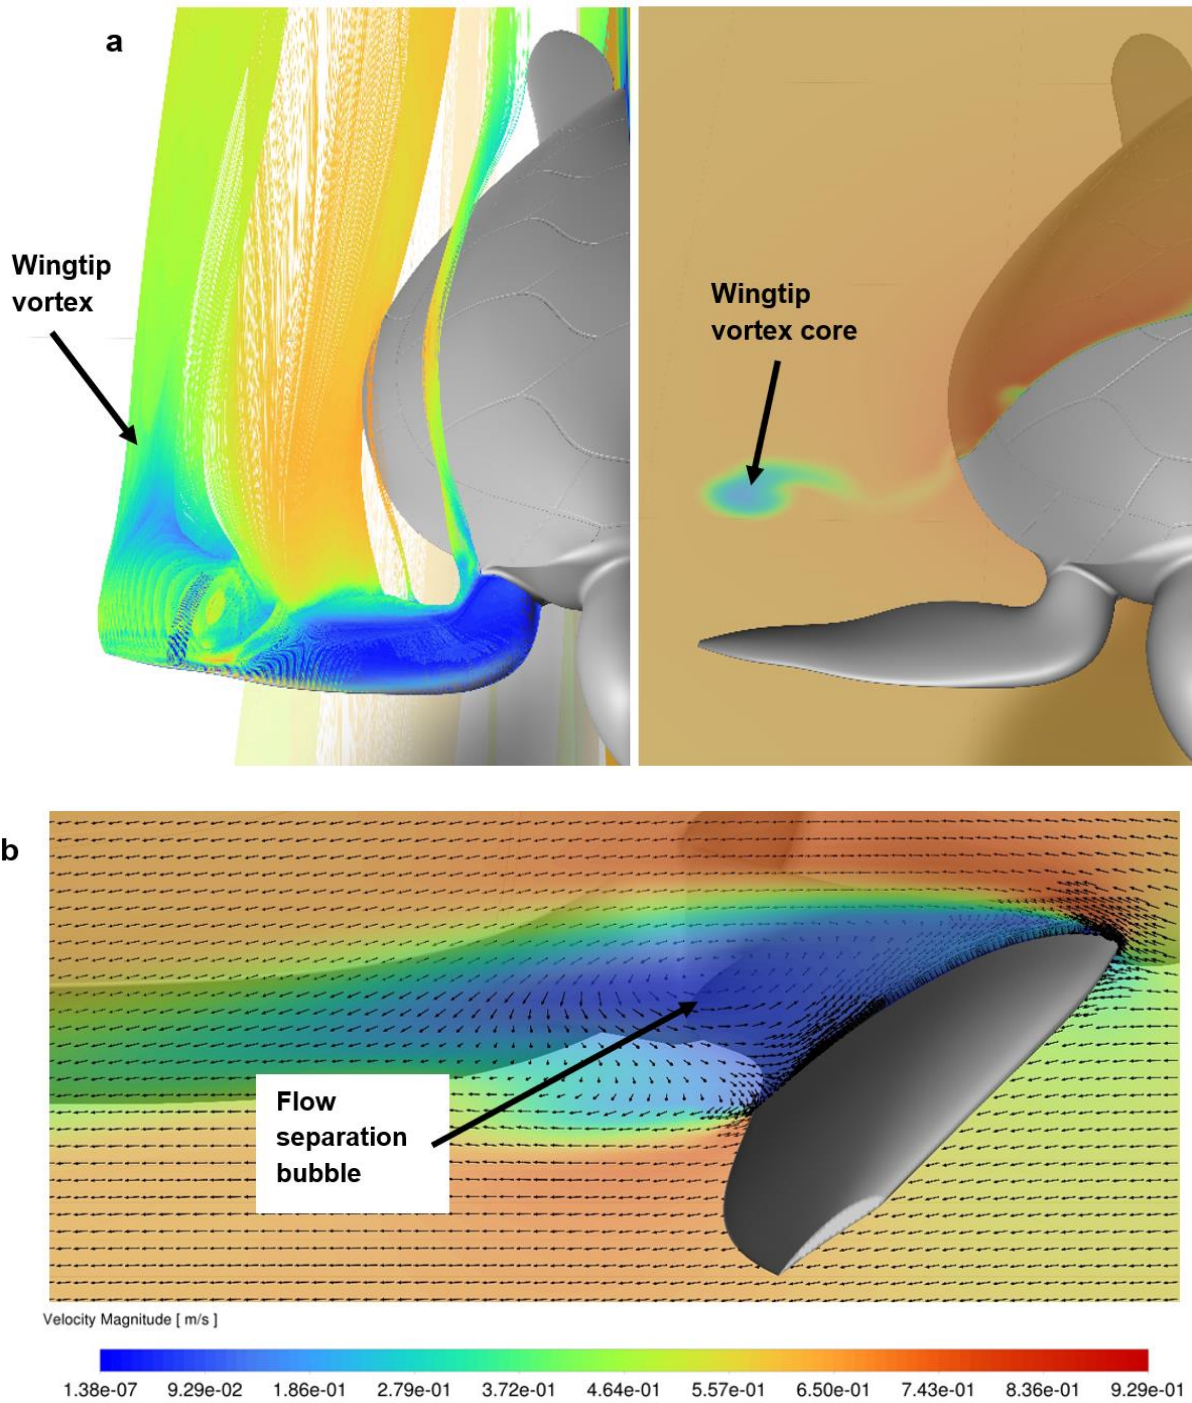 a
Wingtip
vortex
Wingtip
vortex core
b
Flow
separation
bubble
Velocity Magnitude [ m/s ]
1.38e-07 9.29e-02 1.86e-01 2.79e-01 3.72e-01 4.64e-01 5.57e-01 6.50e-01 7.43e-01 8.36e-01 9.29e-01